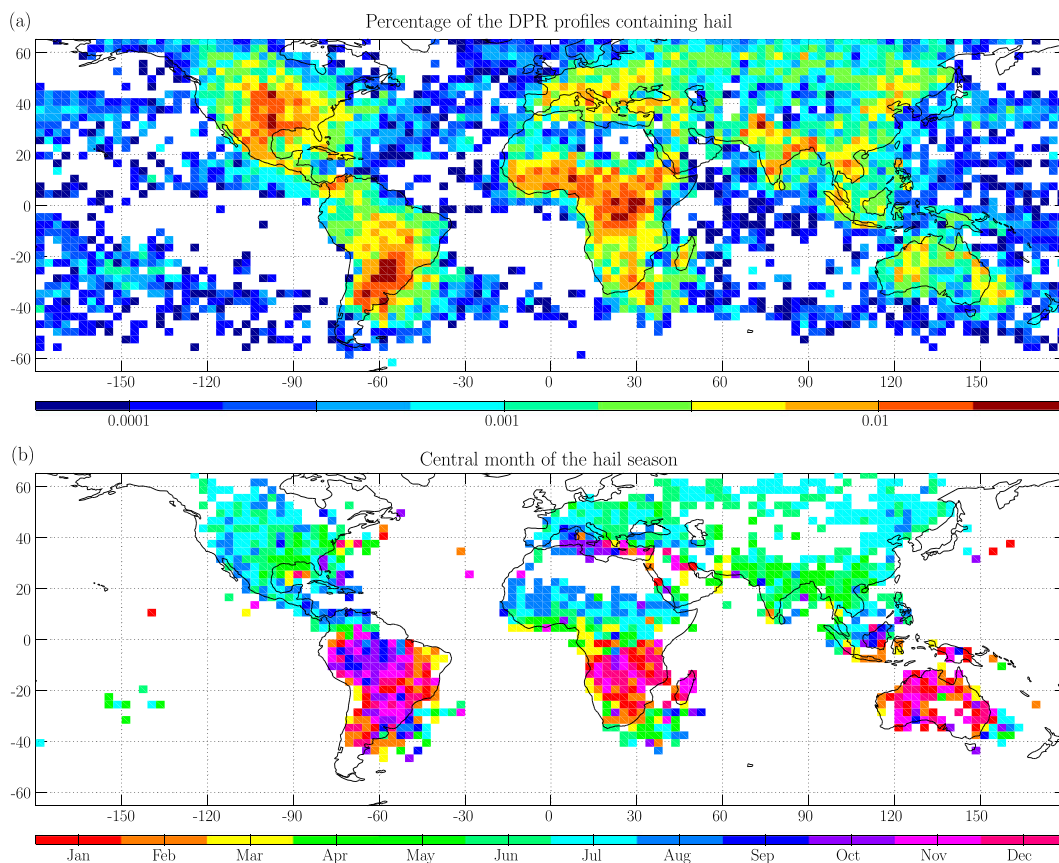 (a)
Percentage of the DPR profiles containing hail
60
40
20
0
-20
-40
-60
-150 -120 -90 -60 -30 0 30 60 90 120 150
0.0001 0.001 0.01
(b)
Central month of the hail season
60
40
20
0
-20
-40
-60
-150 -120 -90 -60 -30 0 30 60 90 120 150
Jan Feb Mar Apr May Jun Jul Aug Sep Oct Nov Dec